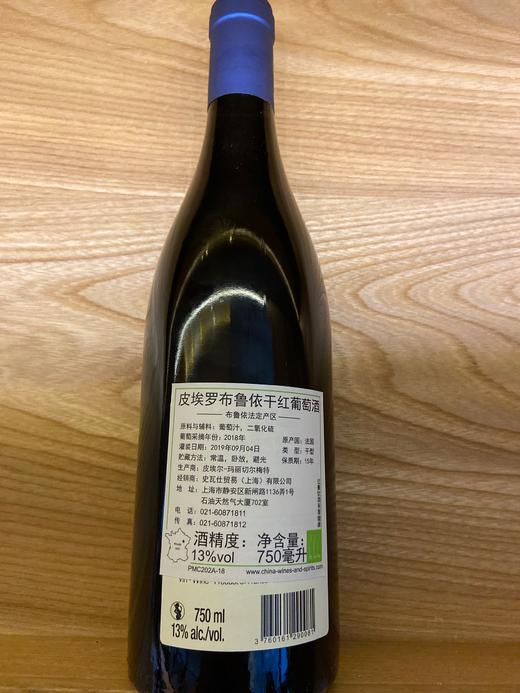 皮埃罗布鲁依干红葡萄酒
布鲁依法定产区
原料与辅料：葡萄汁，二氧化硫
葡萄采摘年份：2018年
原产国：法国
灌装日期：2019年09月04日
类 型：干型
贮藏方法：常温，卧放，避光
保质期：15年
生产商：皮埃尔-玛丽切尔梅特
经销商：史瓦仕贸易（上海）有限公司
地 址：上海市静安区新闸路1136弄1号
石油天然气大厦702室
电 话：021-60871811
传 真：021-60871812
酒精度：
13%vol
净含量：
750毫升
PMC202A-18
www.china-wines-and-spirits.com
750 ml
13% alc./vol.
3 760161 290081